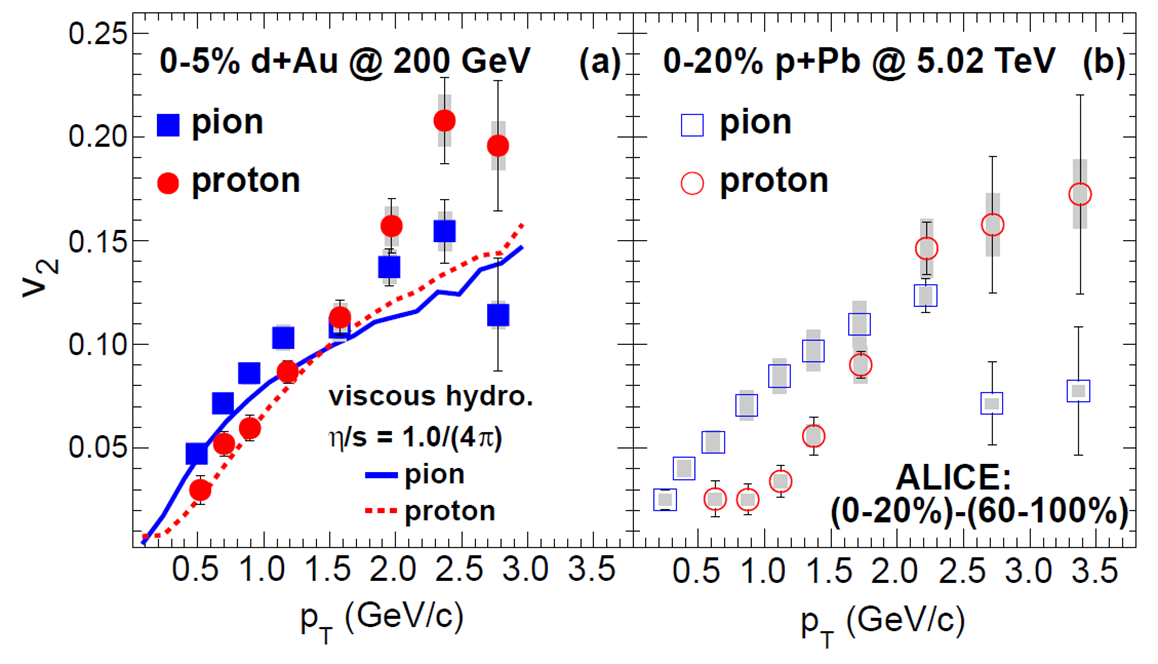 0-5% d+Au @ 200 GeV (a)
pion
proton
viscous hydro.
η/s = 1.0/(4π)
pion
proton
0.25
0.20
0.15
0.10
0.05
v2
0.5 1.0 1.5 2.0 2.5 3.0 3.5
pT (GeV/c)
0-20% p+Pb @ 5.02 TeV (b)
pion
proton
ALICE:
(0-20%)-(60-100%)
0.5 1.0 1.5 2.0 2.5 3.0 3.5
pT (GeV/c)